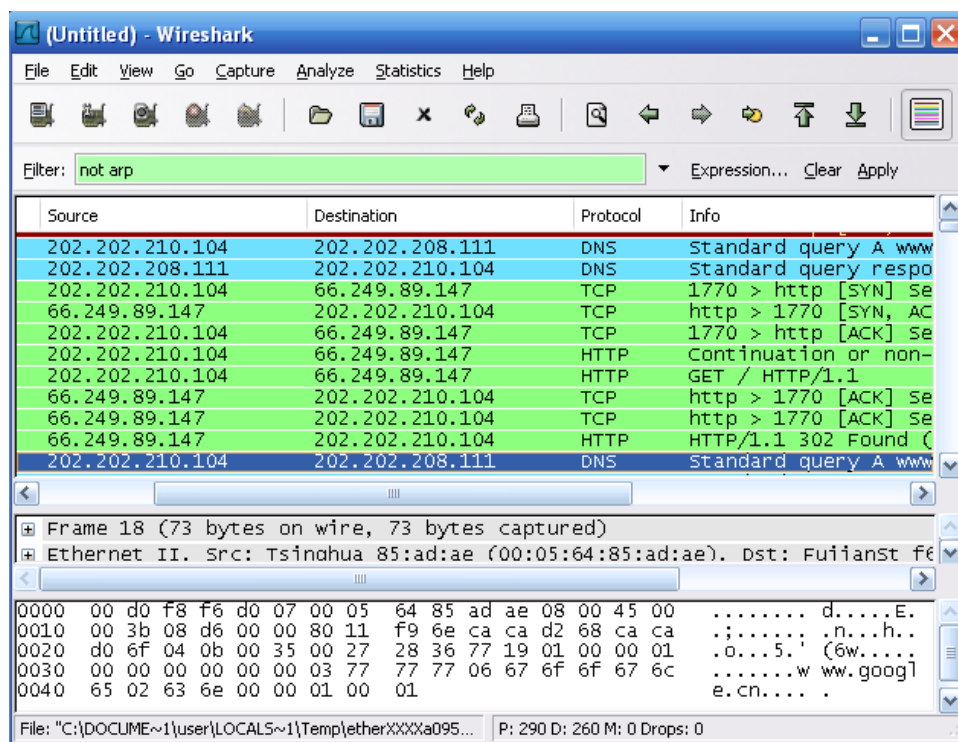 (Untitled) - Wireshark
File Edit View Go Capture Analyze Statistics Help
Filter: not arp Expression... Clear Apply
Source Destination Protocol Info
202.202.210.104 202.202.208.111 DNS Standard query A www
202.202.208.111 202.202.210.104 DNS Standard query respo
202.202.210.104 66.249.89.147 TCP 1770 > http [SYN] Se
66.249.89.147 202.202.210.104 TCP http > 1770 [SYN, AC
202.202.210.104 66.249.89.147 TCP 1770 > http [ACK] Se
202.202.210.104 66.249.89.147 HTTP Continuation or non-
202.202.210.104 66.249.89.147 HTTP GET / HTTP/1.1
66.249.89.147 202.202.210.104 TCP http > 1770 [ACK] Se
66.249.89.147 202.202.210.104 TCP http > 1770 [ACK] Se
66.249.89.147 202.202.210.104 HTTP HTTP/1.1 302 Found (
202.202.210.104 202.202.208.111 DNS Standard query A www
Frame 18 (73 bytes on wire, 73 bytes captured)
Ethernet II, Src: Tsinghua 85:ad:ae (00:05:64:85:ad:ae), Dst: FujianSt f6
0000 00 d0 f8 f6 d0 07 00 05 64 85 ad ae 08 00 45 00 ........ d.....E.
0010 00 3b 08 d6 00 00 80 11 f9 6e ca ca d2 68 ca ca .;...... .n...h..
0020 d0 6f 04 0b 00 35 00 27 28 36 77 19 01 00 00 01 .o...5.' (6w.....
0030 00 00 00 00 00 00 03 77 77 77 06 67 6f 6f 67 6c .......w ww.googl
0040 65 02 63 6e 00 00 01 00 01 e.cn.... .
File: "C:\DOCUME~1\user\LOCALS~1\Temp\etherXXXXa095... P: 290 D: 260 M: 0 Drops: 0